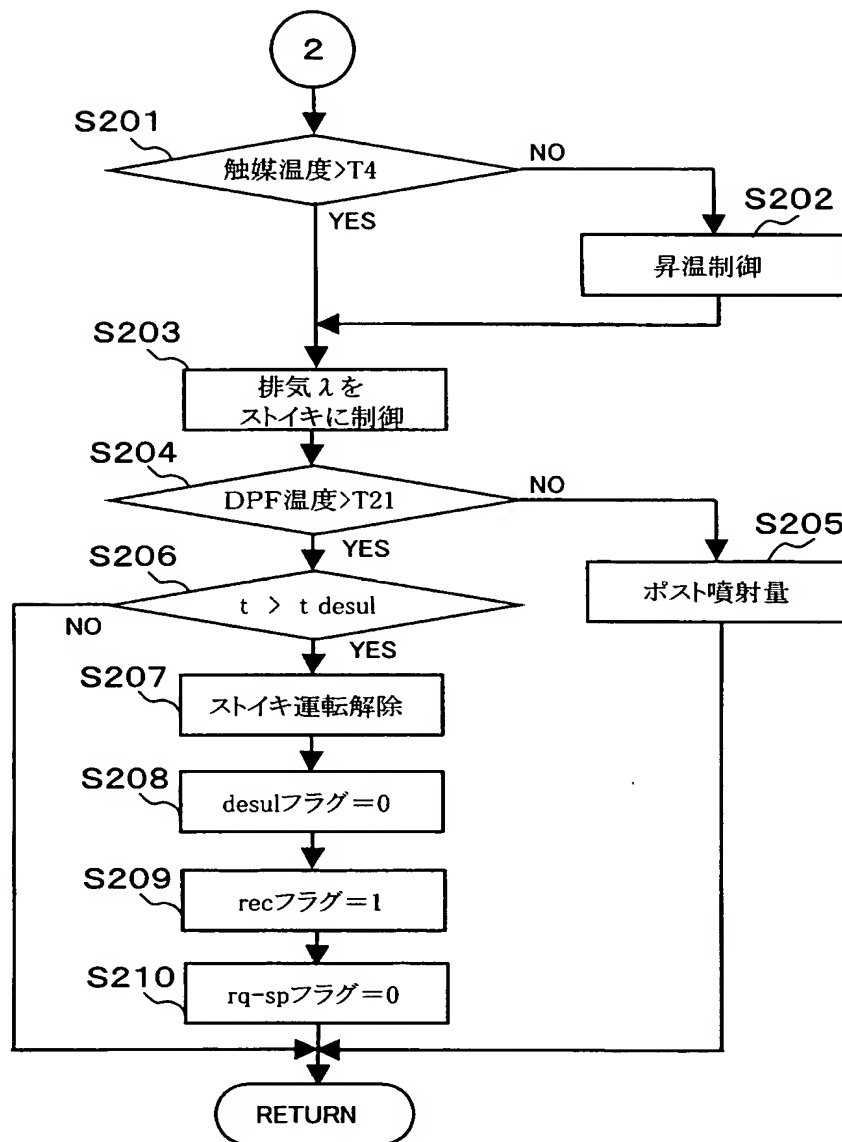 2
S201
触媒温度>T4
NO
YES
S202
昇温制御
S203
排気λを
ストイキに制御
S204
DPF温度>T21
NO
YES
S205
ポスト噴射量
S206
t > t desul
NO
YES
S207
ストイキ運転解除
S208
desulフラグ=0
S209
recフラグ=1
S210
rq-spフラグ=0
RETURN